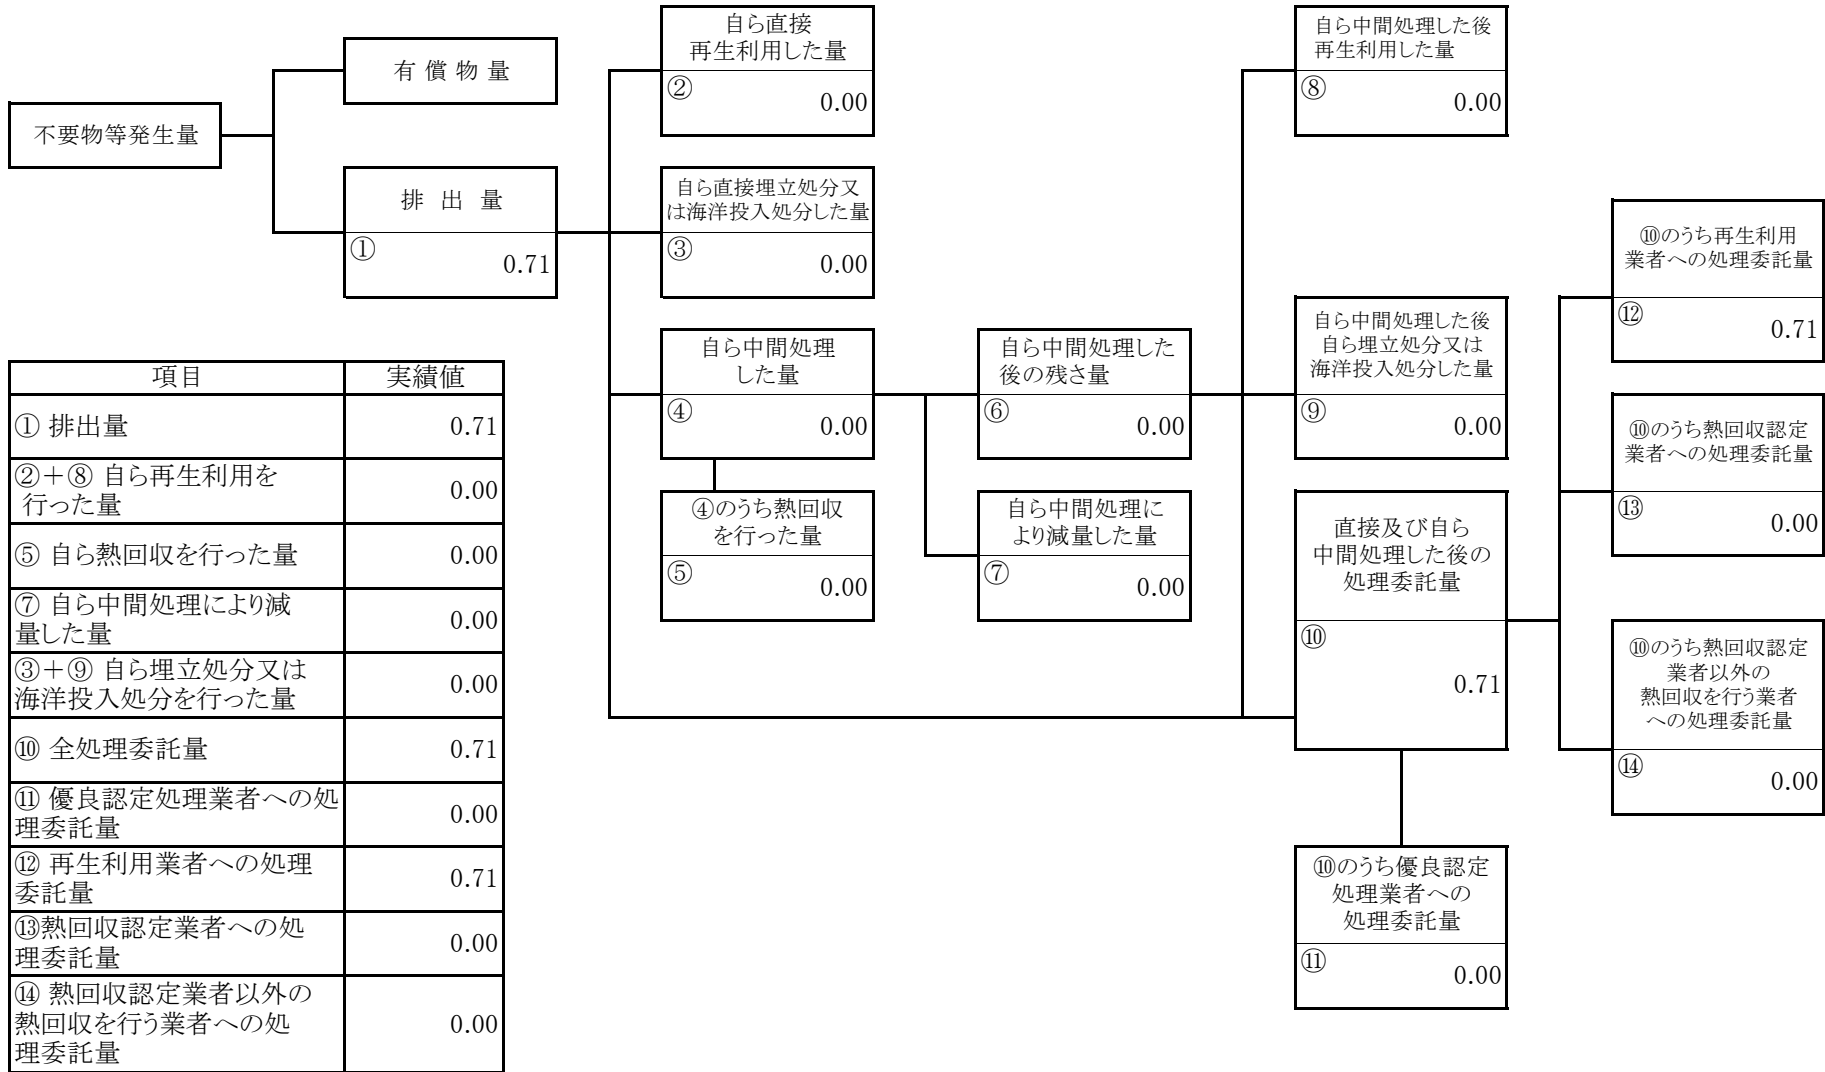 自ら直接
再生利用した量
②
0.00
自ら中間処理した後
再生利用した量
⑧
0.00
有 償 物 量
不要物等発生量
排 出 量
①
0.71
自ら直接埋立処分又
は海洋投入処分した量
③
0.00
⑩のうち再生利用
業者への処理委託量
⑫
0.71
自ら中間処理
した量
④
0.00
自ら中間処理した
後の残さ量
⑥
0.00
自ら中間処理した後
自ら埋立処分又は
海洋投入処分した量
⑨
0.00
⑩のうち熱回収認定
業者への処理委託量
⑬
0.00
④のうち熱回収
を行った量
⑤
0.00
自ら中間処理に
より減量した量
⑦
0.00
直接及び自ら
中間処理した後の
処理委託量
⑩
0.71
⑩のうち熱回収認定
業者以外の
熱回収を行う業者
への処理委託量
⑭
0.00
⑩のうち優良認定
処理業者への
処理委託量
⑪
0.00
項目 実績値
① 排出量 0.71
②+⑧ 自ら再生利用を
行った量 0.00
⑤ 自ら熱回収を行った量 0.00
⑦ 自ら中間処理により減
量した量 0.00
③+⑨ 自ら埋立処分又は
海洋投入処分を行った量 0.00
⑩ 全処理委託量 0.71
⑪ 優良認定処理業者への処
理委託量 0.00
⑫ 再生利用業者への処理
委託量 0.71
⑬熱回収認定業者への処
理委託量 0.00
⑭ 熱回収認定業者以外の
熱回収を行う業者への処
理委託量 0.00